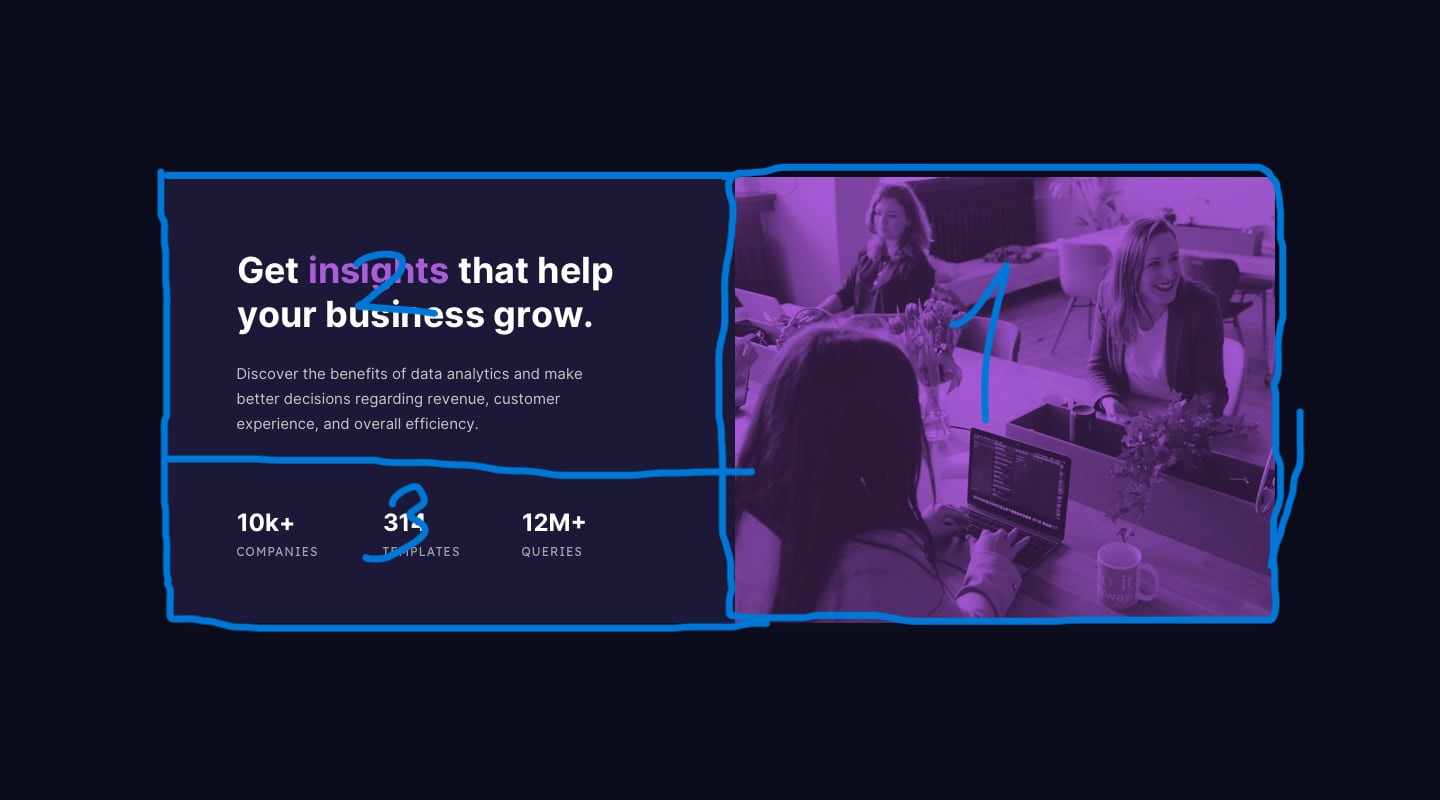 Get insights that help
your business grow.
Discover the benefits of data analytics and make
better decisions regarding revenue, customer
experience, and overall efficiency.
10k+ 314 12M+
COMPANIES TEMPLATES QUERIES
2
3
1